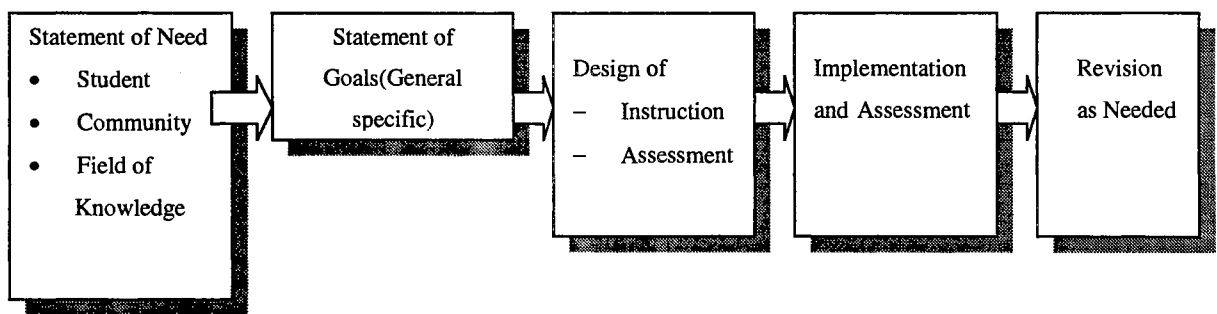 Statement of Need
• Student
• Community
• Field of
Knowledge
Statement of
Goals(General
specific)
Design of
– Instruction
– Assessment
Implementation
and Assessment
Revision
as Needed